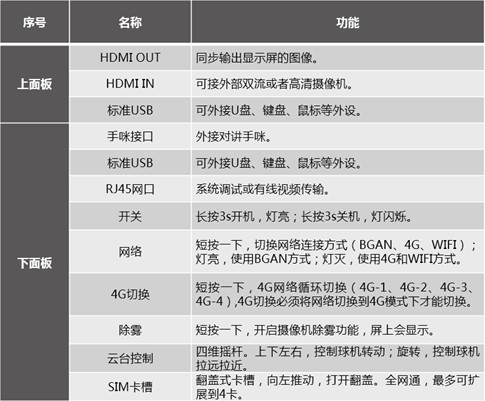 序号 名称 功能
上面板
HDMI OUT 同步输出显示屏的图像。
HDMI IN 可接外部双流或者高清摄像机。
标准USB 可外接U盘、键盘、鼠标等外设。
下面板
手咪接口 外接对讲手咪。
标准USB 可外接U盘、键盘、鼠标等外设。
RJ45网口 系统调试或有线视频传输。
开关 长按3s开机，灯亮；长按3s关机，灯闪烁。
网络 短按一下，切换网络连接方式（BGAN、4G、WIFI）；
灯亮，使用BGAN方式；灯灭，使用4G和WIFI方式。
4G切换 短按一下，4G网络循环切换（4G-1、4G-2、4G-3、
4G-4）,4G切换必须将网络切换到4G模式下才能切换。
除雾 短按一下，开启摄像机除雾功能，屏上会显示。
云台控制 四维摇杆。上下左右，控制球机转动；旋转，控制球机
拉远拉近。
SIM卡槽 翻盖式卡槽，向左推动，打开翻盖。全网通，最多可扩
展到4卡。